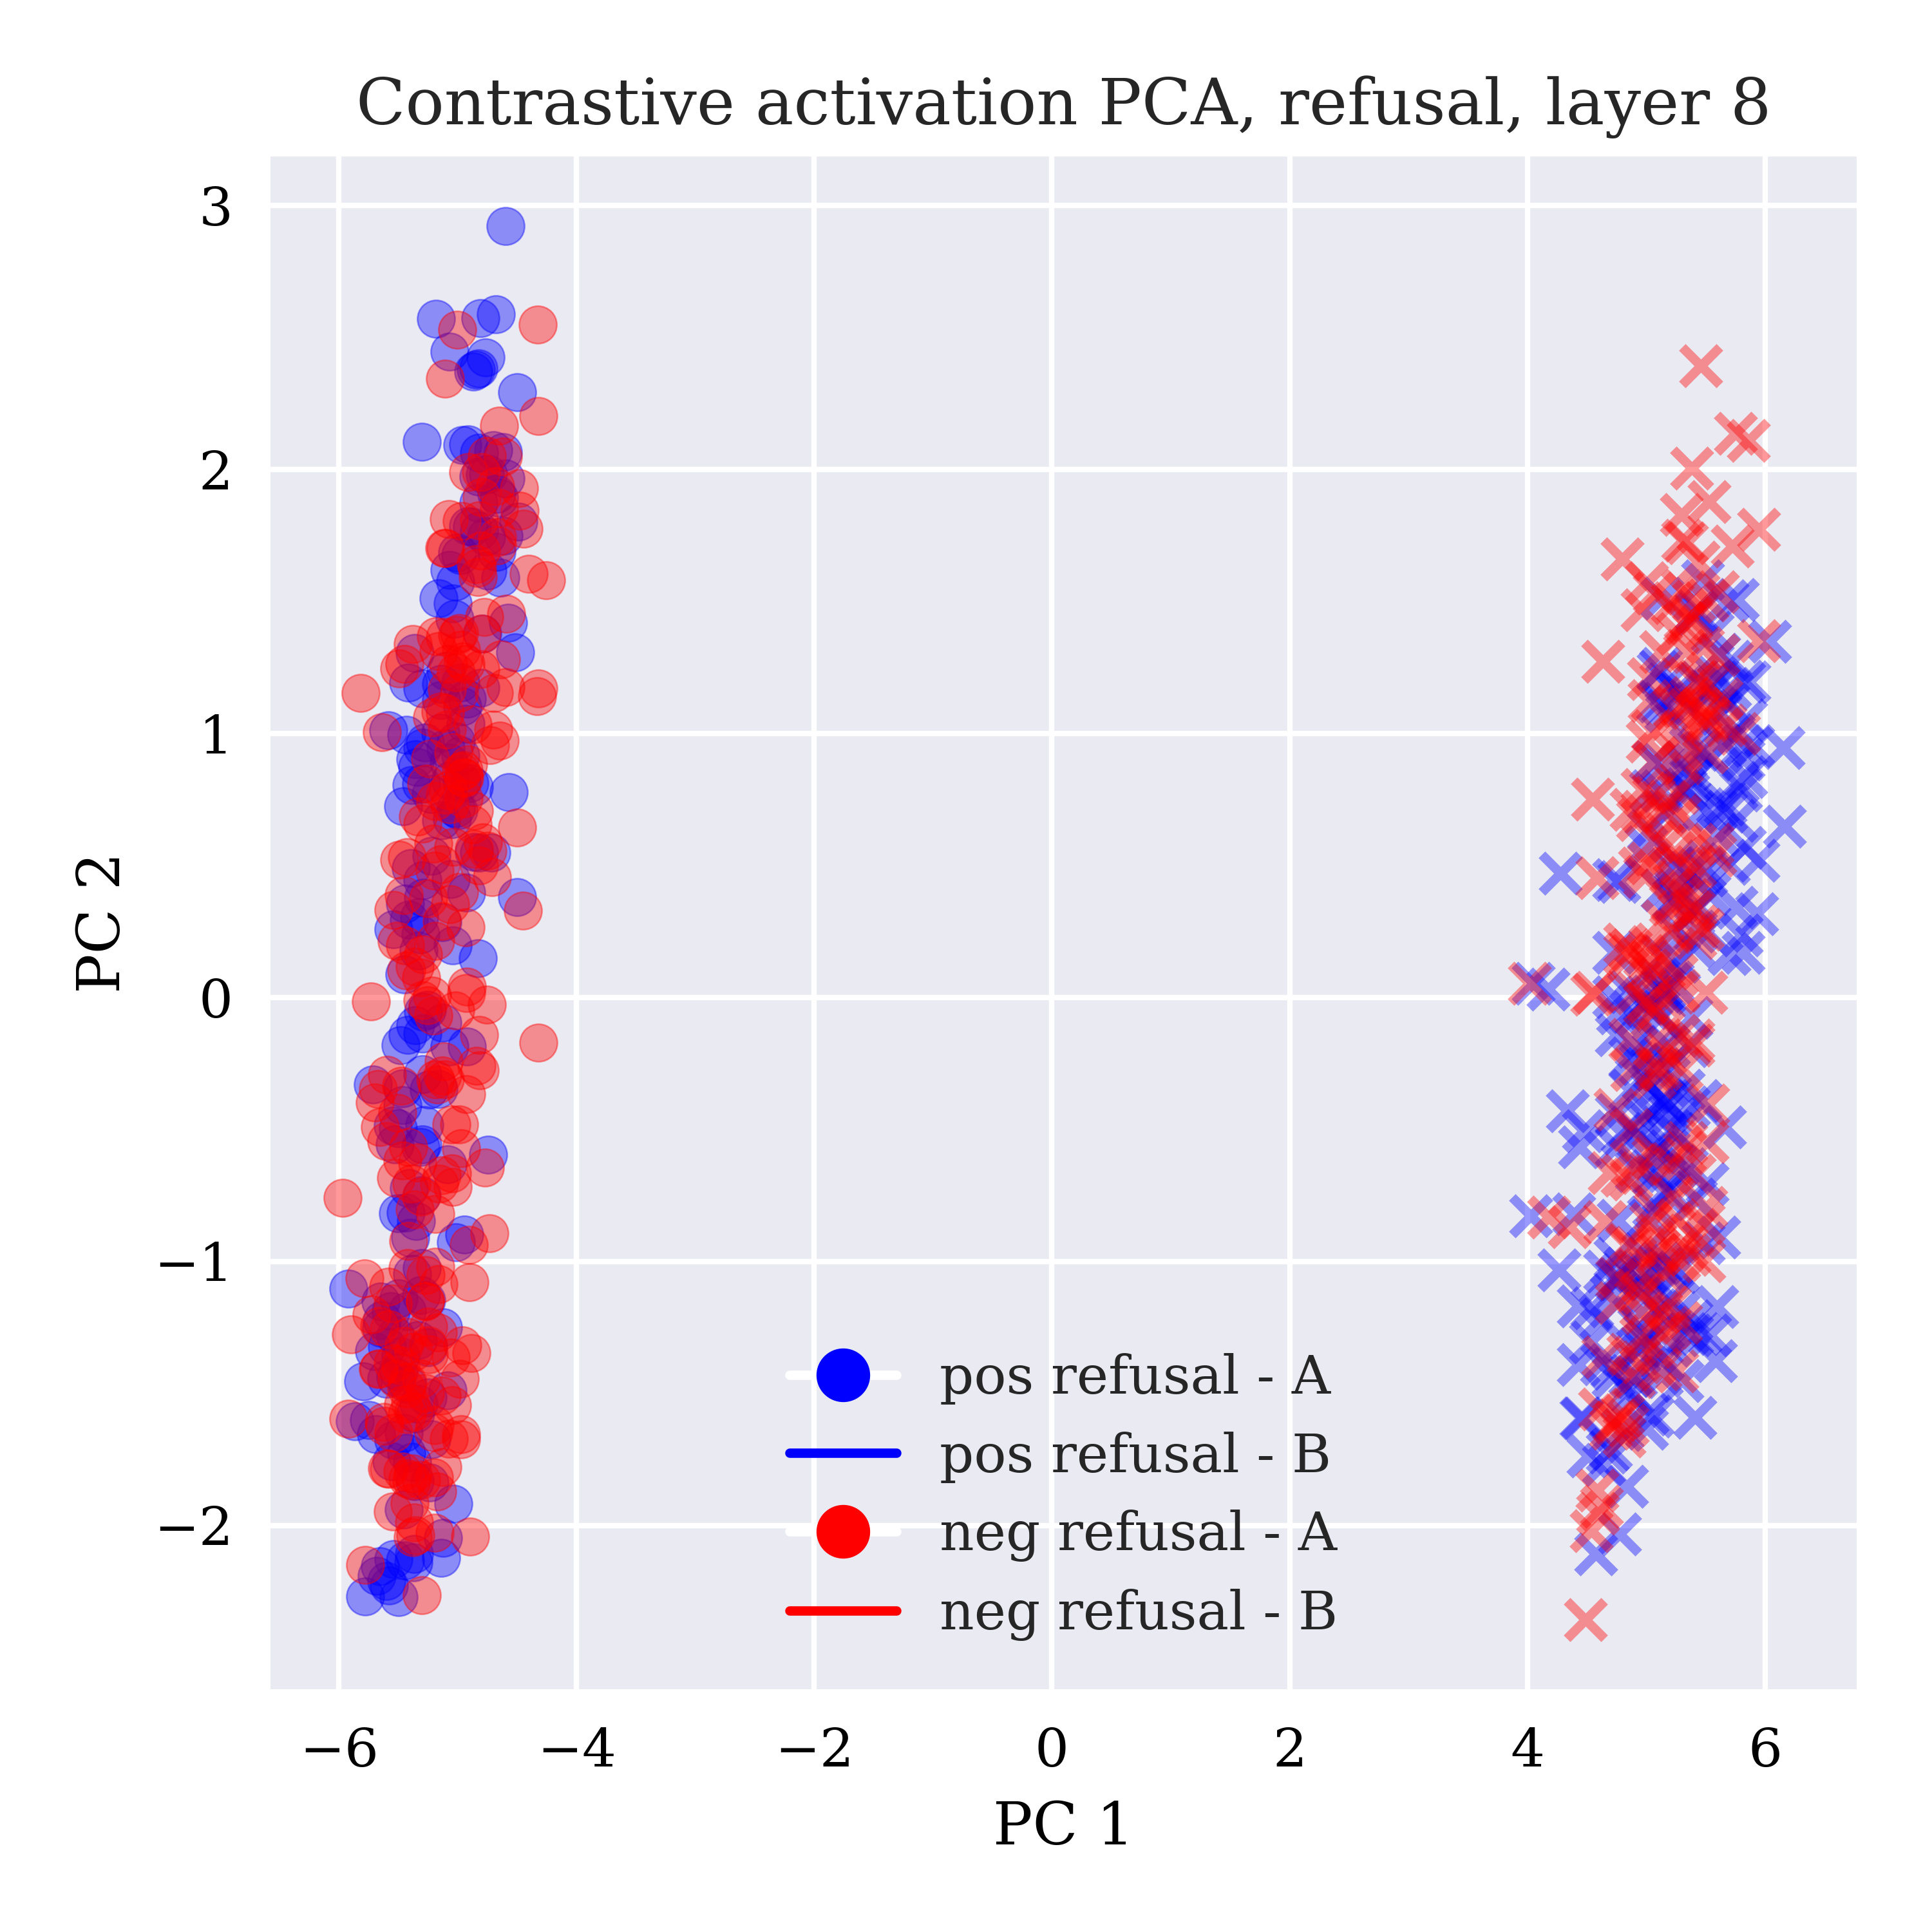 Contrastive activation PCA, refusal, layer 8
3
2
1
0
−1
−2
PC 2
pos refusal - A
pos refusal - B
neg refusal - A
neg refusal - B
−6 −4 −2 0 2 4 6
PC 1